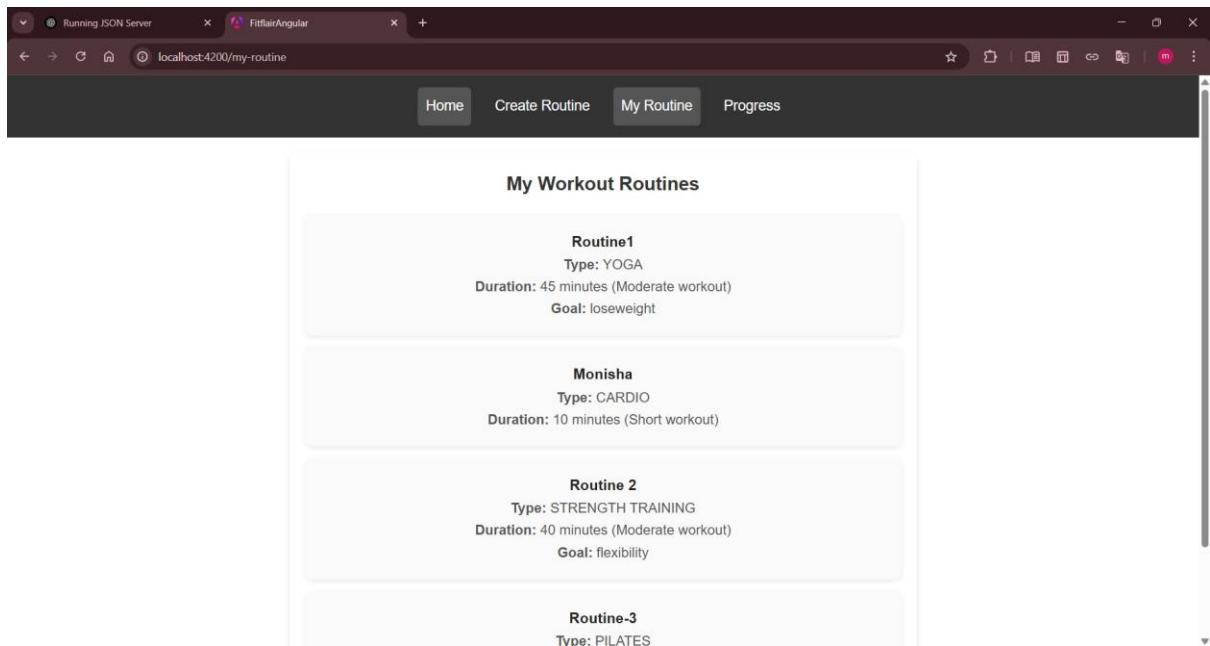 Running JSON Server
FitflairAngular
localhost:4200/my-routine
m
Home
Create Routine
My Routine
Progress
My Workout Routines
Routine1
Type: YOGA
Duration: 45 minutes (Moderate workout)
Goal: loseweight
Monisha
Type: CARDIO
Duration: 10 minutes (Short workout)
Routine 2
Type: STRENGTH TRAINING
Duration: 40 minutes (Moderate workout)
Goal: flexibility
Routine-3
Type: PILATES